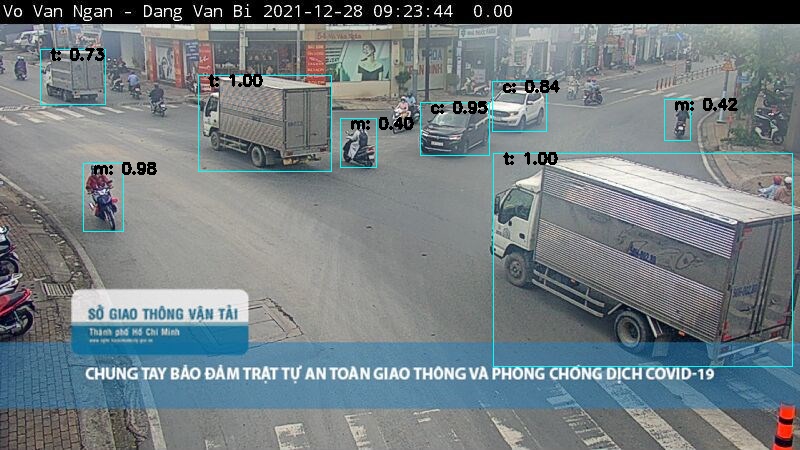 Vo Van Ngan - Dang Van Bi 2021-12-28 09:23:44 0.00
t: 0.73
t: 1.00
c: 0.84
c: 0.95
m: 0.42
m: 0.40
t: 1.00
m: 0.98
SỞ GIAO THÔNG VẬN TẢI
Thành phố Hồ Chí Minh
CHUNG TAY BẢO ĐẢM TRẬT TỰ AN TOÀN GIAO THÔNG VÀ PHÒNG CHỐNG DỊCH COVID-19